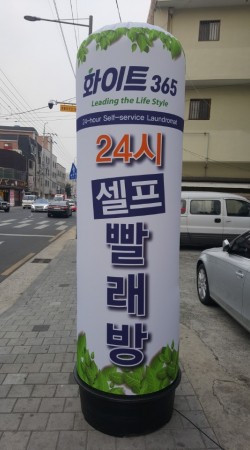 화이트 365
Leading the Life Style
24-hour Self-service Laundromat
24시
셀프
빨
래
방